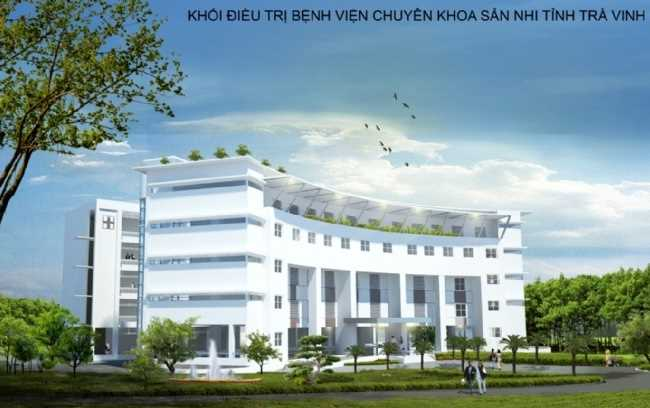 KHỐI ĐIỀU TRỊ BỆNH VIỆN CHUYÊN KHOA SẢN NHI TỈNH TRÀ VINH